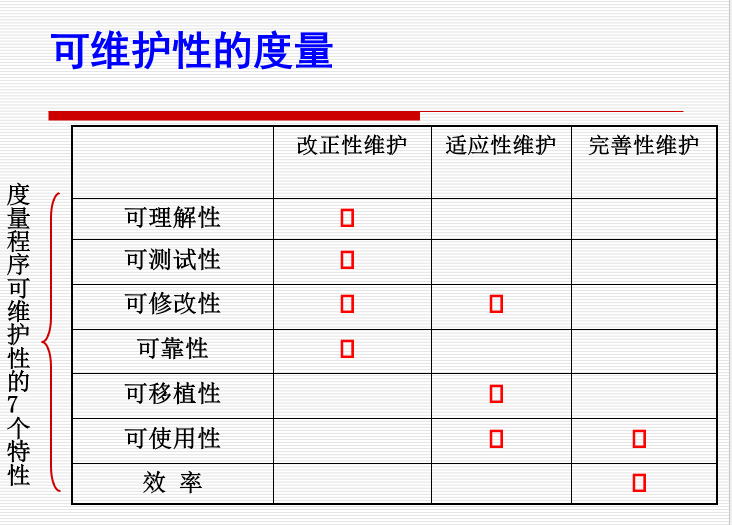 可维护性的度量
改正性维护 适应性维护 完善性维护
度量程序可维护性的7个特性
可理解性
可测试性
可修改性
可靠性
可移植性
可使用性
效 率